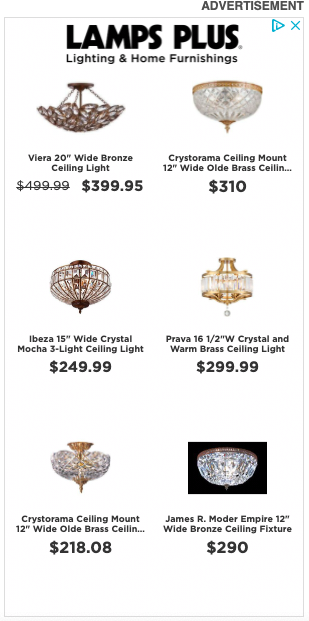 ADVERTISEMENT
LAMPS PLUS®
Lighting & Home Furnishings
Viera 20" Wide Bronze
Ceiling Light
$499.99 $399.95
Crystorama Ceiling Mount
12" Wide Olde Brass Ceilin...
$310
Ibeza 15" Wide Crystal
Mocha 3-Light Ceiling Light
$249.99
Prava 16 1/2"W Crystal and
Warm Brass Ceiling Light
$299.99
Crystorama Ceiling Mount
12" Wide Olde Brass Ceilin...
$218.08
James R. Moder Empire 12"
Wide Bronze Ceiling Fixture
$290